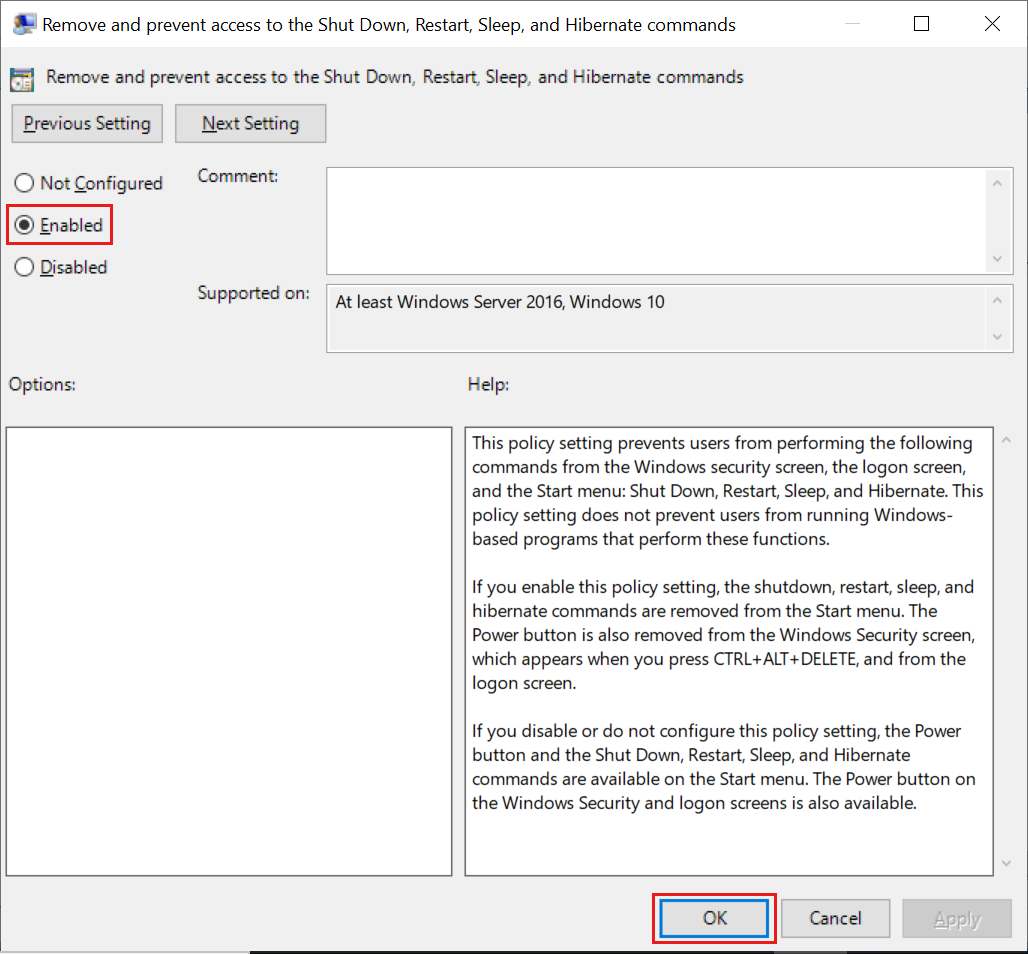 Remove and prevent access to the Shut Down, Restart, Sleep, and Hibernate commands
Remove and prevent access to the Shut Down, Restart, Sleep, and Hibernate commands
Previous Setting
Next Setting
Not Configured
Comment:
Enabled
Disabled
Supported on:
At least Windows Server 2016, Windows 10
Options:
Help:
This policy setting prevents users from performing the following
commands from the Windows security screen, the logon screen,
and the Start menu: Shut Down, Restart, Sleep, and Hibernate. This
policy setting does not prevent users from running Windows-
based programs that perform these functions.
If you enable this policy setting, the shutdown, restart, sleep, and
hibernate commands are removed from the Start menu. The
Power button is also removed from the Windows Security screen,
which appears when you press CTRL+ALT+DELETE, and from the
logon screen.
If you disable or do not configure this policy setting, the Power
button and the Shut Down, Restart, Sleep, and Hibernate
commands are available on the Start menu. The Power button on
the Windows Security and logon screens is also available.
OK
Cancel
Apply